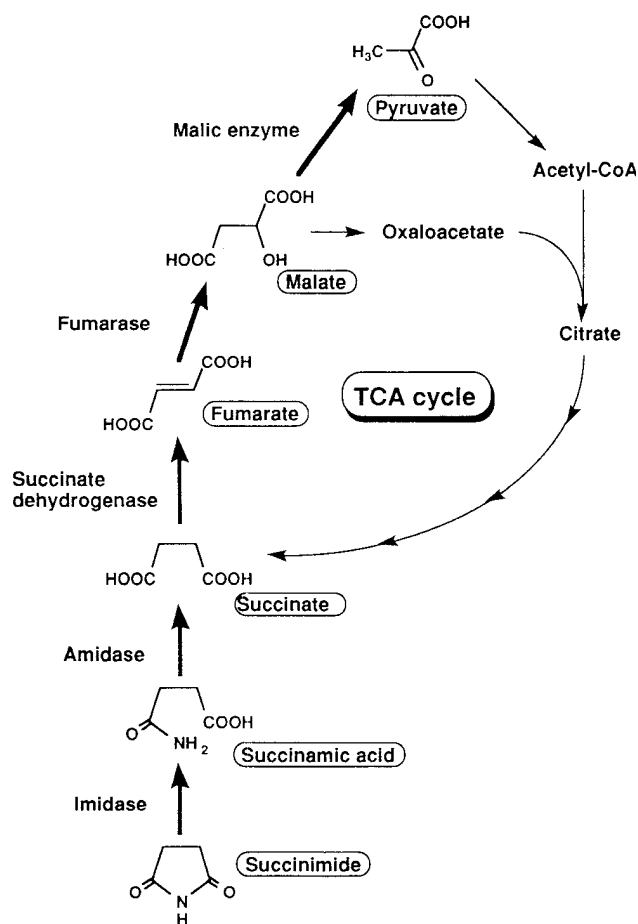 COOH
H₃C
O
Pyruvate
Malic enzyme
Acetyl-CoA
COOH
Oxaloacetate
HOOC
OH
Malate
Fumarase
Citrate
COOH
TCA cycle
HOOC
Fumarate
Succinate
dehydrogenase
HOOC
COOH
Succinate
Amidase
O
COOH
NH₂
Succinamic acid
Imidase
Succinimide
O
O
N
H